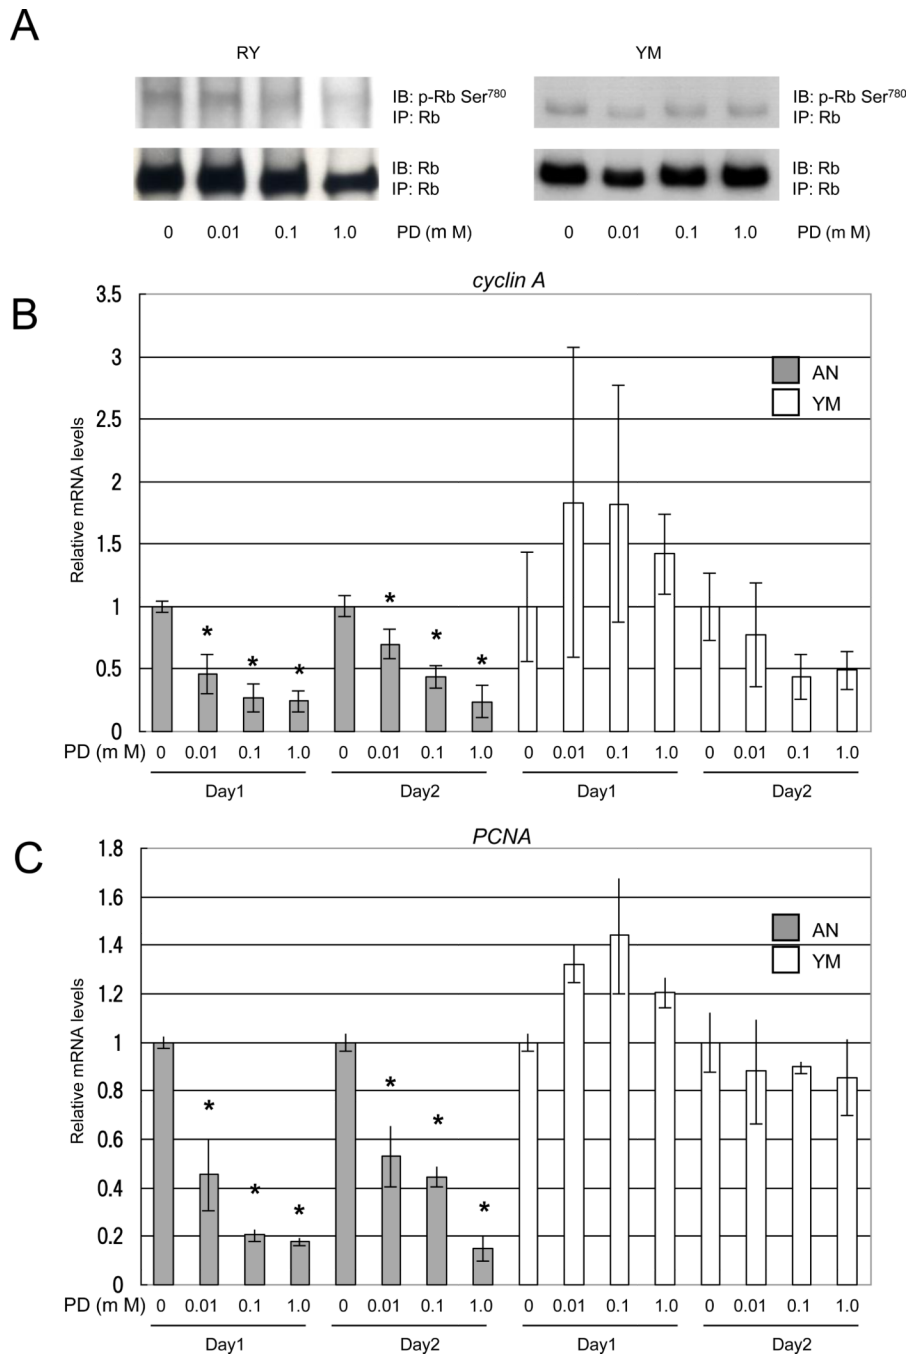 A
RY
YM
IB: p-Rb Ser780
IP: Rb
IB: p-Rb Ser780
IP: Rb
IB: Rb
IP: Rb
IB: Rb
IP: Rb
0 0.01 0.1 1.0 PD (m M)
0 0.01 0.1 1.0 PD (m M)
B
cyclin A
Relative mRNA levels
3.5
3
2.5
2
1.5
1
0.5
0
AN
YM
* * * * * *
PD (m M) 0 0.01 0.1 1.0 0 0.01 0.1 1.0 0 0.01 0.1 1.0 0 0.01 0.1 1.0
Day1 Day2 Day1 Day2
C
PCNA
Relative mRNA levels
1.8
1.6
1.4
1.2
1
0.8
0.6
0.4
0.2
0
AN
YM
* * * * * *
PD (m M) 0 0.01 0.1 1.0 0 0.01 0.1 1.0 0 0.01 0.1 1.0 0 0.01 0.1 1.0
Day1 Day2 Day1 Day2